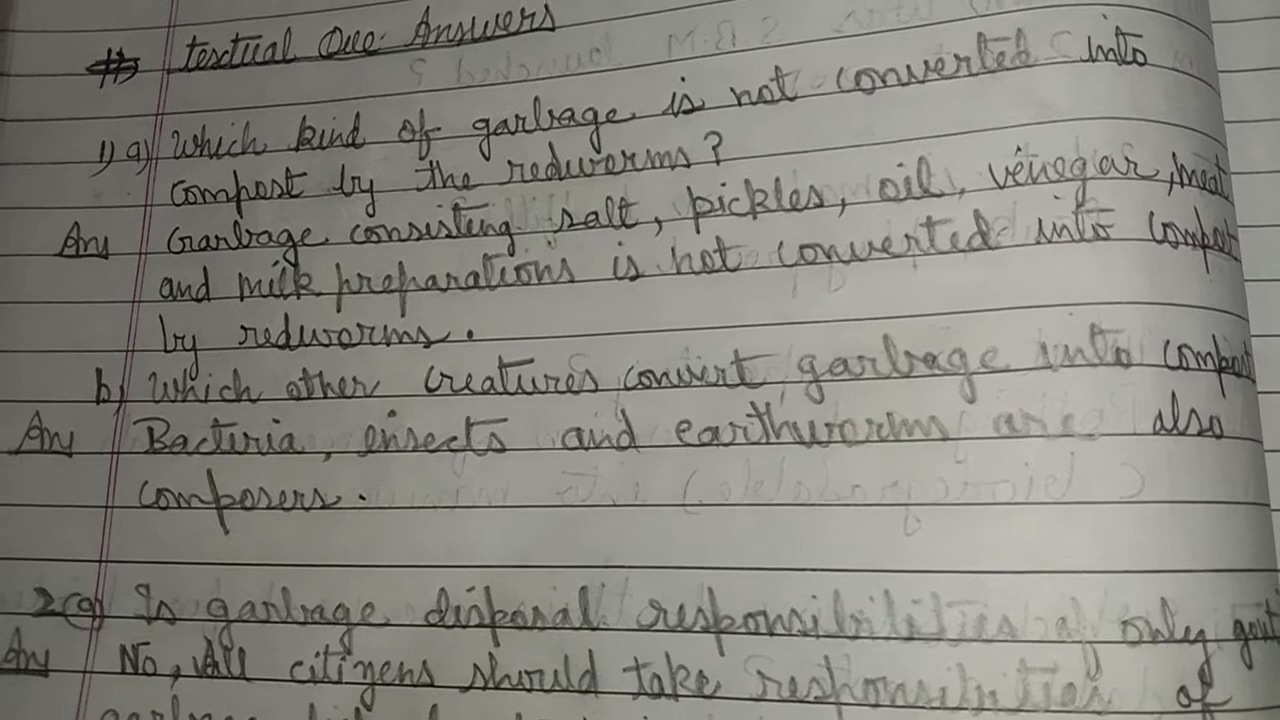 textual Que Answers
1) a) Which kind of garbage is not converted into
compost by the redworms?
Ans Garbage consisting salt, pickles, oil, vinegar, meat
and milk preparations is not converted into compost
by redworms.
b) Which other creatures convert garbage into compost
Ans Bacteria, insects and earthworms are also
composers.
2(a) Is garbage disposal responsibilities of only govt
Ans No, All citizens should take responsibilities of